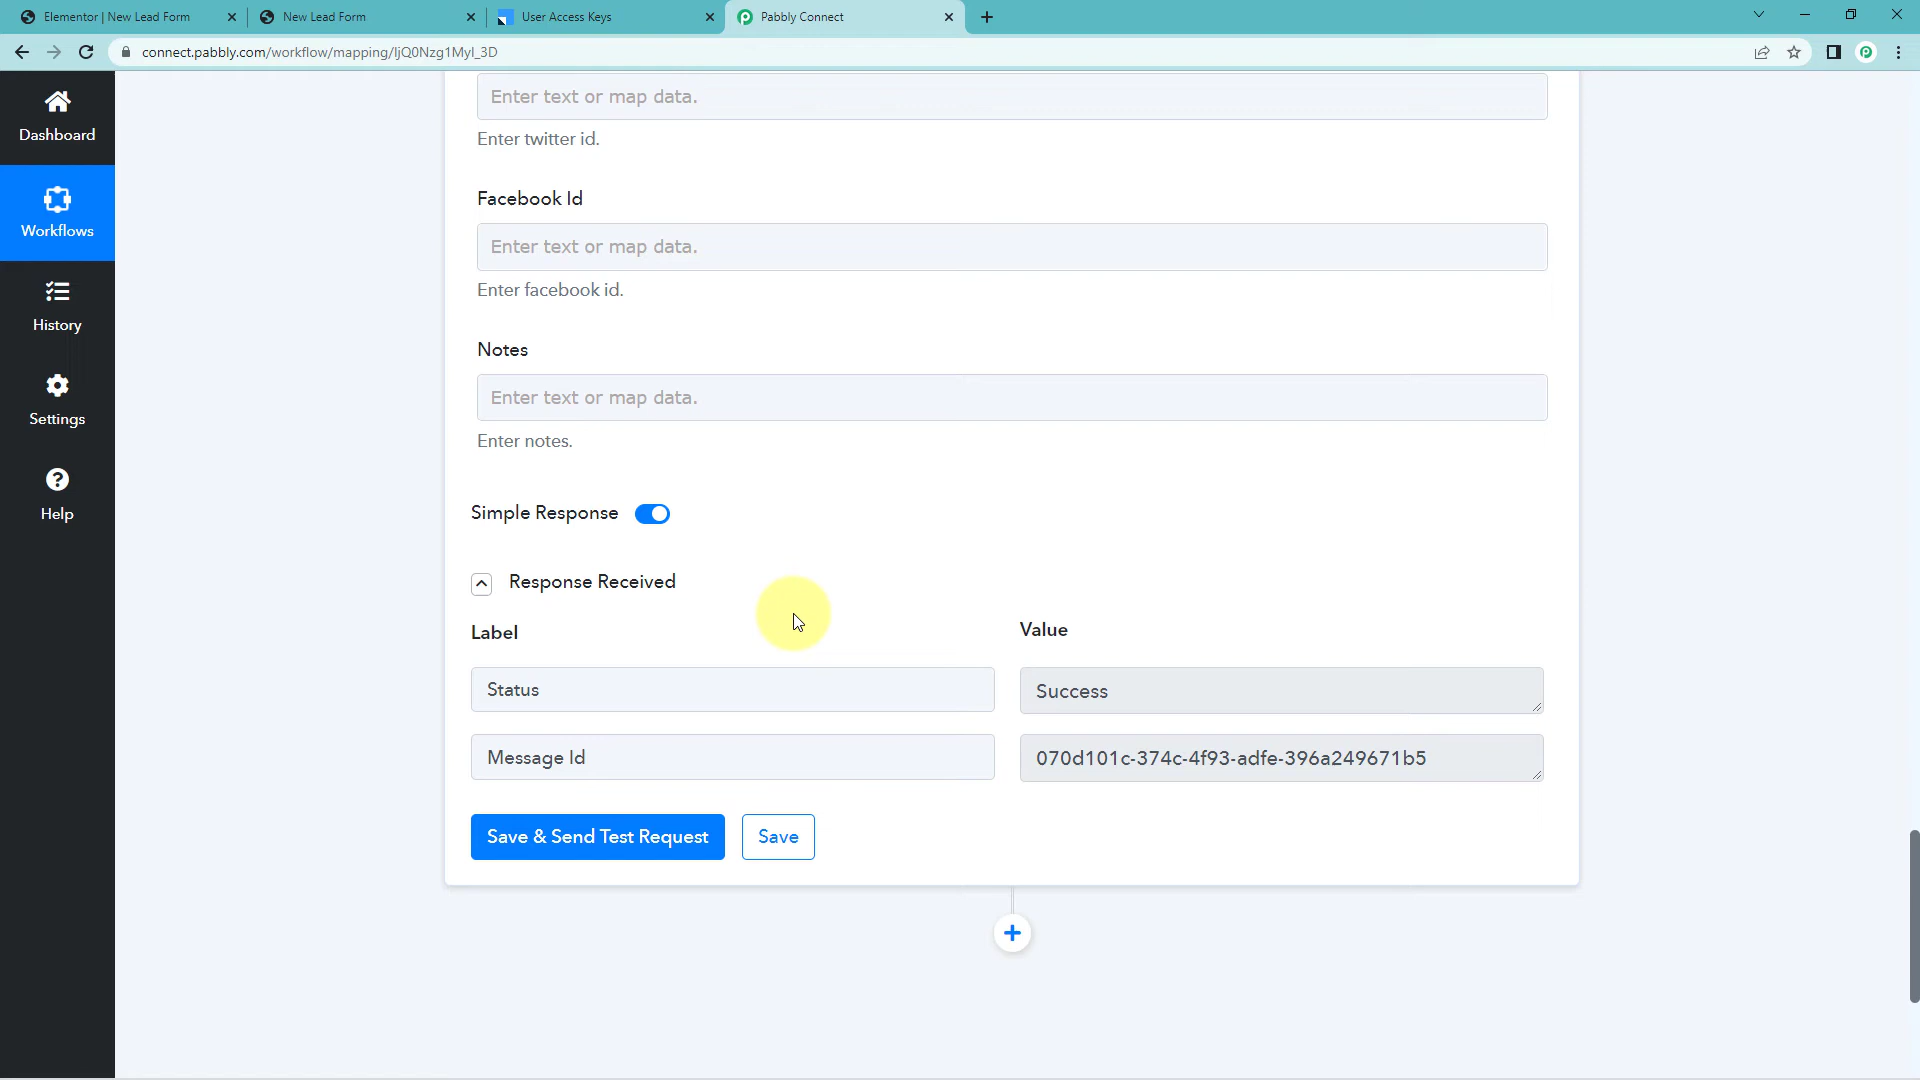 Elementor | New Lead Form
New Lead Form
User Access Keys
Pabbly Connect
connect.pabbly.com/workflow/mapping/IjQ0Nzg1MyI_3D
Dashboard
Workflows
History
Settings
Help
Enter text or map data.
Enter twitter id.
Facebook Id
Enter text or map data.
Enter facebook id.
Notes
Enter text or map data.
Enter notes.
Simple Response
Response Received
Label
Value
Status
Success
Message Id
070d101c-374c-4f93-adfe-396a249671b5
Save & Send Test Request
Save